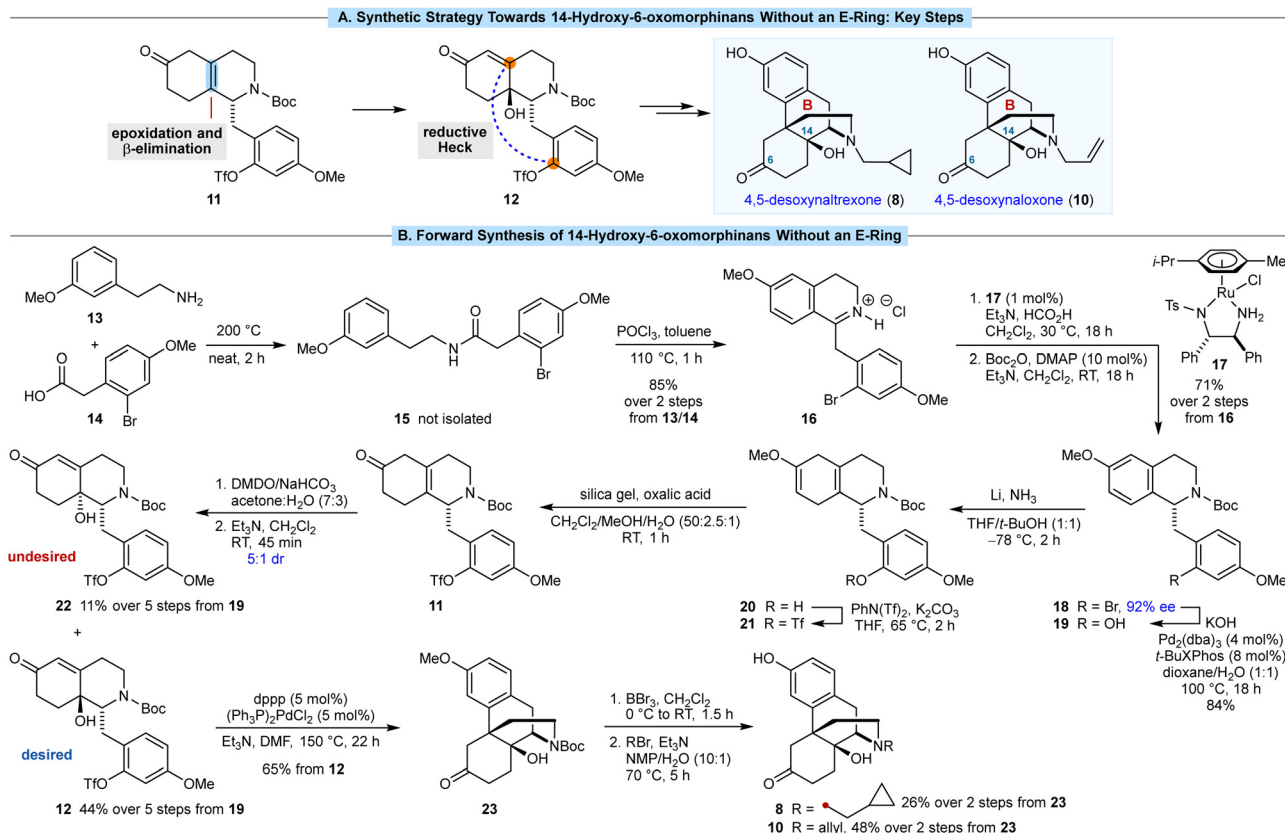 A. Synthetic Strategy Towards 14-Hydroxy-6-oxomorphinans Without an E-Ring: Key Steps
O
N
Boc
epoxidation and
β-elimination
TfO
OMe
11
O
N
Boc
OH
reductive
Heck
TfO
OMe
12
HO
B
14
6
OH
N
O
4,5-desoxynaltrexone (8)
HO
B
14
6
OH
N
O
4,5-desoxynaloxone (10)
B. Forward Synthesis of 14-Hydroxy-6-oxomorphinans Without an E-Ring
MeO
NH2
13
+
OMe
O
HO
Br
14
200 °C
neat, 2 h
MeO
O
N
H
OMe
Br
15 not isolated
POCl3, toluene
110 °C, 1 h
85%
over 2 steps
from 13/14
MeO
N
H
⊕
⊖
Cl
Br
OMe
16
1. 17 (1 mol%)
Et3N, HCO2H
CH2Cl2, 30 °C, 18 h
2. Boc2O, DMAP (10 mol%)
Et3N, CH2Cl2, RT, 18 h
i-Pr
Me
Ru
Cl
Ts
N
NH2
Ph
Ph
17
71%
over 2 steps
from 16
O
N
Boc
OH
undesired
TfO
OMe
22 11% over 5 steps from 19
+
1. DMDO/NaHCO3
acetone:H2O (7:3)
2. Et3N, CH2Cl2
RT, 45 min
5:1 dr
O
N
Boc
TfO
OMe
11
silica gel, oxalic acid
CH2Cl2/MeOH/H2O (50:2.5:1)
RT, 1 h
MeO
N
Boc
RO
OMe
20 R = H
21 R = Tf
PhN(Tf)2, K2CO3
THF, 65 °C, 2 h
Li, NH3
THF/t-BuOH (1:1)
−78 °C, 2 h
MeO
N
Boc
R
OMe
18 R = Br, 92% ee
19 R = OH
KOH
Pd2(dba)3 (4 mol%)
t-BuXPhos (8 mol%)
dioxane/H2O (1:1)
100 °C, 18 h
84%
O
N
Boc
OH
desired
TfO
OMe
12 44% over 5 steps from 19
dppp (5 mol%)
(Ph3P)2PdCl2 (5 mol%)
Et3N, DMF, 150 °C, 22 h
65% from 12
MeO
NBoc
OH
O
23
1. BBr3, CH2Cl2
0 °C to RT, 1.5 h
2. RBr, Et3N
NMP/H2O (10:1)
70 °C, 5 h
HO
NR
OH
O
8 R =
26% over 2 steps from 23
10 R = allyl, 48% over 2 steps from 23